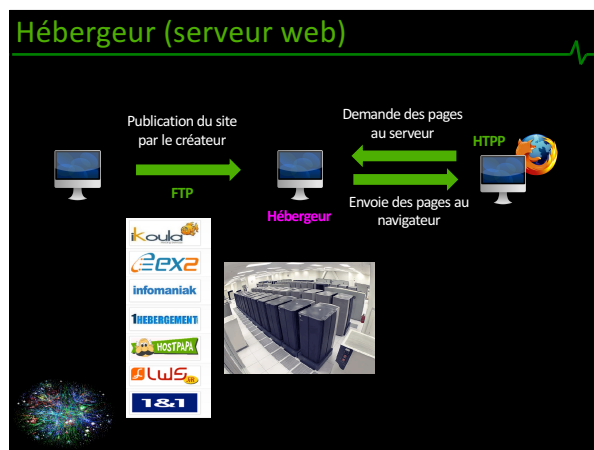 Hébergeur (serveur web)
Publication du site
par le créateur
FTP
Hébergeur
Demande des pages
au serveur
HTPP
Envoie des pages au
navigateur
iKoula
ex2
infomaniak
1HEBERGEMENT
HOSTPAPA
LWS.FR
1&1